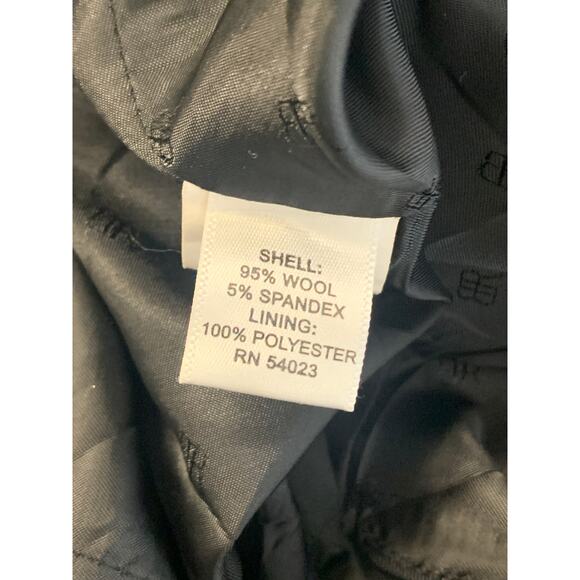 SHELL:
95% WOOL
5% SPANDEX
LINING:
100% POLYESTER
RN 54023